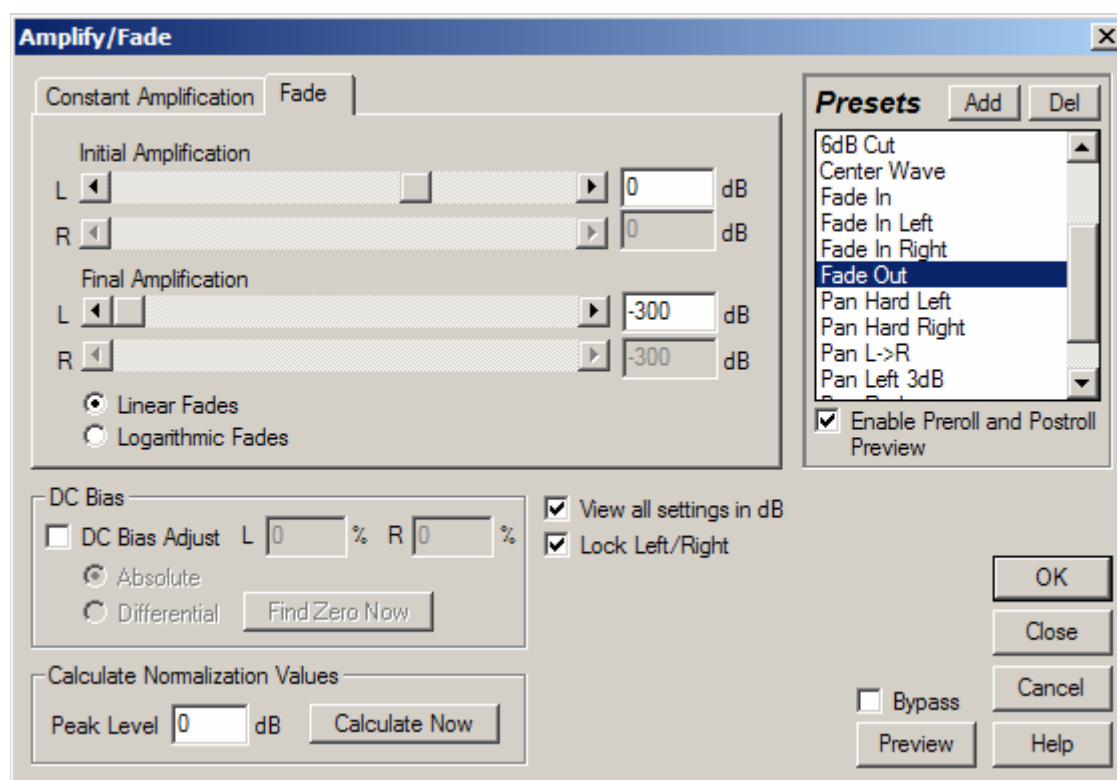 Amplify/Fade
Constant Amplification
Fade
Initial Amplification
L 0 dB
R 0 dB
Final Amplification
L -300 dB
R -300 dB
Linear Fades
Logarithmic Fades
Presets Add Del
6dB Cut
Center Wave
Fade In
Fade In Left
Fade In Right
Fade Out
Pan Hard Left
Pan Hard Right
Pan L->R
Pan Left 3dB
Enable Preroll and Postroll
Preview
DC Bias
DC Bias Adjust L 0 % R 0 %
Absolute
Differential Find Zero Now
View all settings in dB
Lock Left/Right
Calculate Normalization Values
Peak Level 0 dB Calculate Now
OK
Close
Cancel
Bypass
Preview
Help